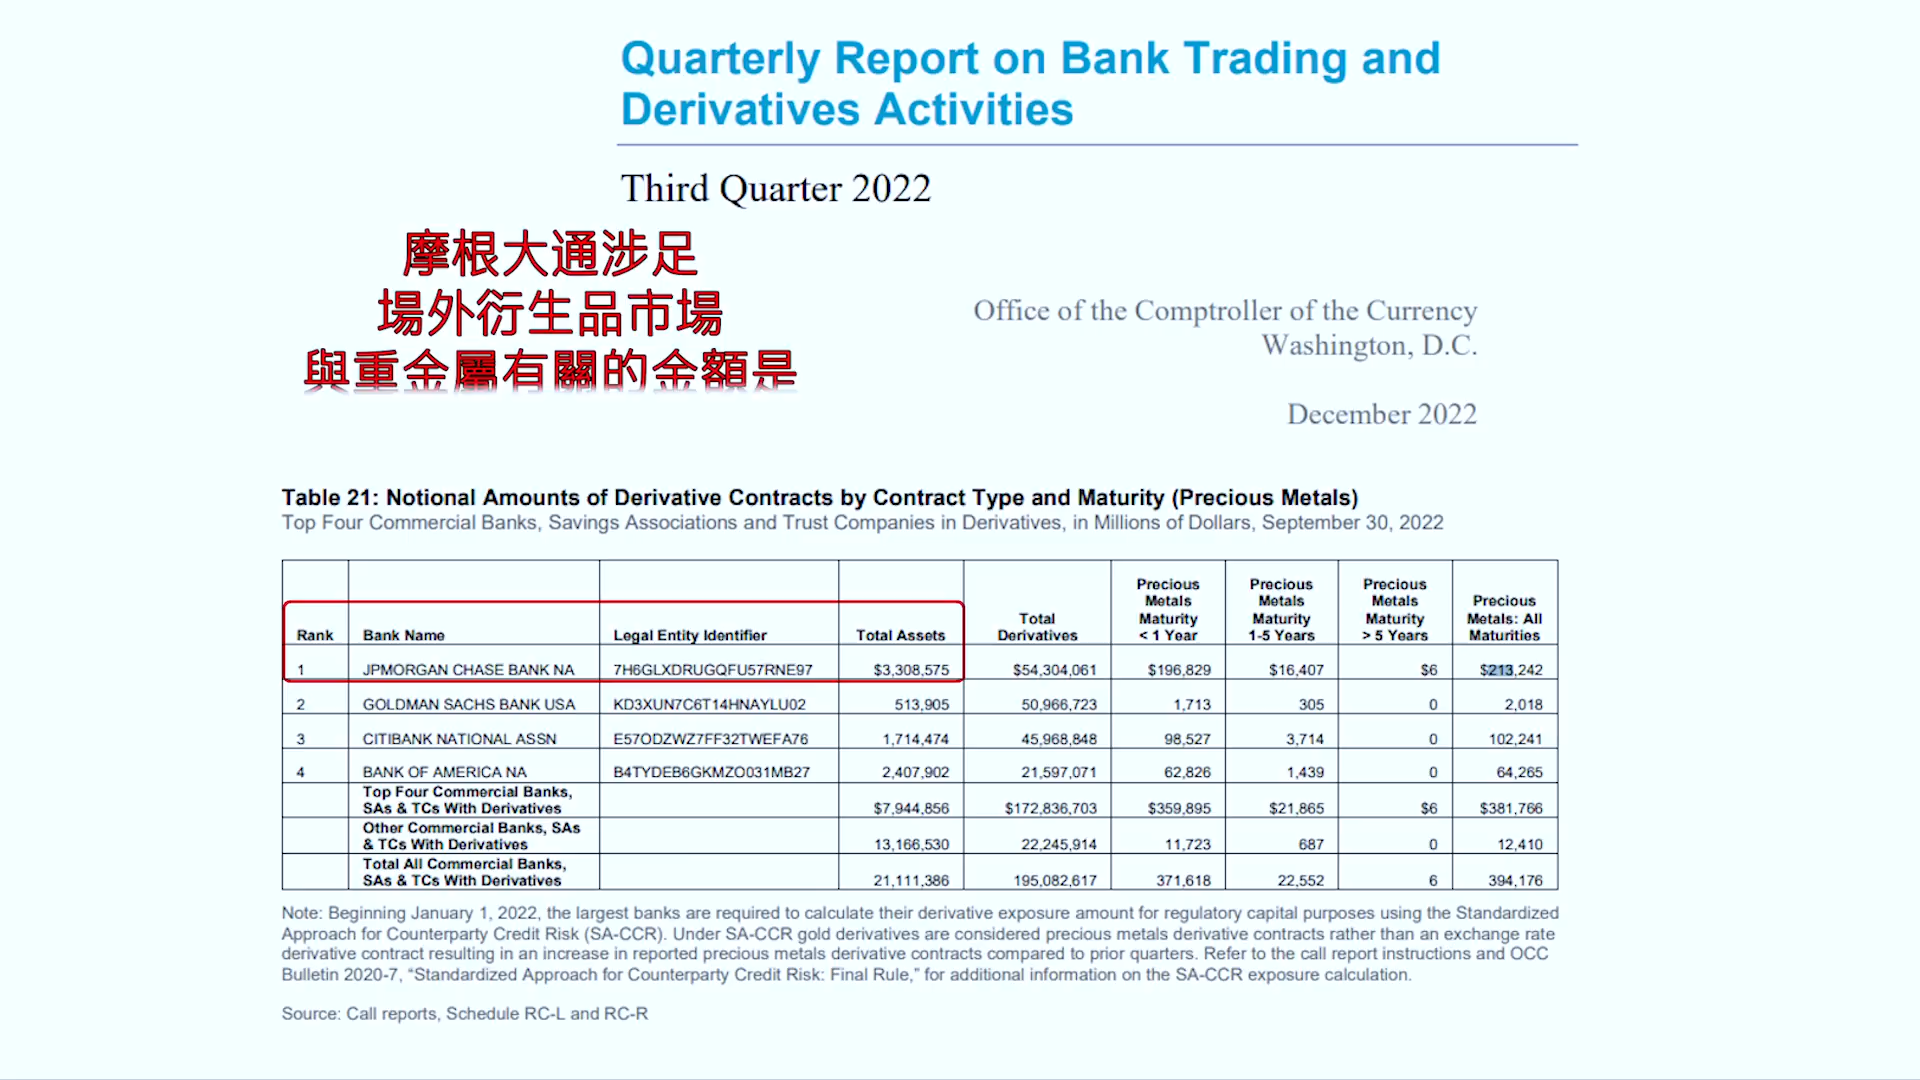 Quarterly Report on Bank Trading and
Derivatives Activities
Third Quarter 2022
摩根大通涉足
場外衍生品市場
與重金屬有關的金額是
Office of the Comptroller of the Currency
Washington, D.C.
December 2022
Table 21: Notional Amounts of Derivative Contracts by Contract Type and Maturity (Precious Metals)
Top Four Commercial Banks, Savings Associations and Trust Companies in Derivatives, in Millions of Dollars, September 30, 2022
Rank Bank Name Legal Entity Identifier Total Assets Total Derivatives Precious Metals Maturity < 1 Year Precious Metals Maturity 1-5 Years Precious Metals Maturity > 5 Years Precious Metals: All Maturities
1 JPMORGAN CHASE BANK NA 7H6GLXDRUGQFU57RNE97 $3,308,575 $54,304,061 $196,829 $16,407 $6 $213,242
2 GOLDMAN SACHS BANK USA KD3XUN7C6T14HNAYLU02 513,905 50,966,723 1,713 305 0 2,018
3 CITIBANK NATIONAL ASSN E57ODZWZ7FF32TWEFA76 1,714,474 45,968,848 98,527 3,714 0 102,241
4 BANK OF AMERICA NA B4TYDEB6GKMZO031MB27 2,407,902 21,597,071 62,826 1,439 0 64,265
Top Four Commercial Banks, SAs & TCs With Derivatives $7,944,856 $172,836,703 $359,895 $21,865 $6 $381,766
Other Commercial Banks, SAs & TCs With Derivatives 13,166,530 22,245,914 11,723 687 0 12,410
Total All Commercial Banks, SAs & TCs With Derivatives 21,111,386 195,082,617 371,618 22,552 6 394,176
Note: Beginning January 1, 2022, the largest banks are required to calculate their derivative exposure amount for regulatory capital purposes using the Standardized
Approach for Counterparty Credit Risk (SA-CCR). Under SA-CCR gold derivatives are considered precious metals derivative contracts rather than an exchange rate
derivative contract resulting in an increase in reported precious metals derivative contracts compared to prior quarters. Refer to the call report instructions and OCC
Bulletin 2020-7, “Standardized Approach for Counterparty Credit Risk: Final Rule,” for additional information on the SA-CCR exposure calculation.
Source: Call reports, Schedule RC-L and RC-R